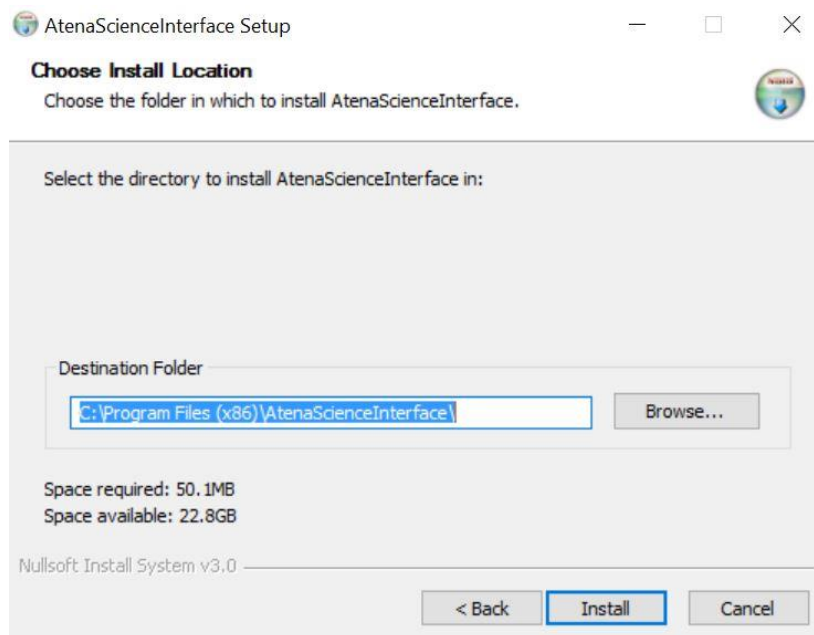 AtenaScienceInterface Setup
Choose Install Location
Choose the folder in which to install AtenaScienceInterface.
Select the directory to install AtenaScienceInterface in:
Destination Folder
C:\Program Files (x86)\AtenaScienceInterface\
Browse...
Space required: 50.1MB
Space available: 22.8GB
Nullsoft Install System v3.0
< Back
Install
Cancel